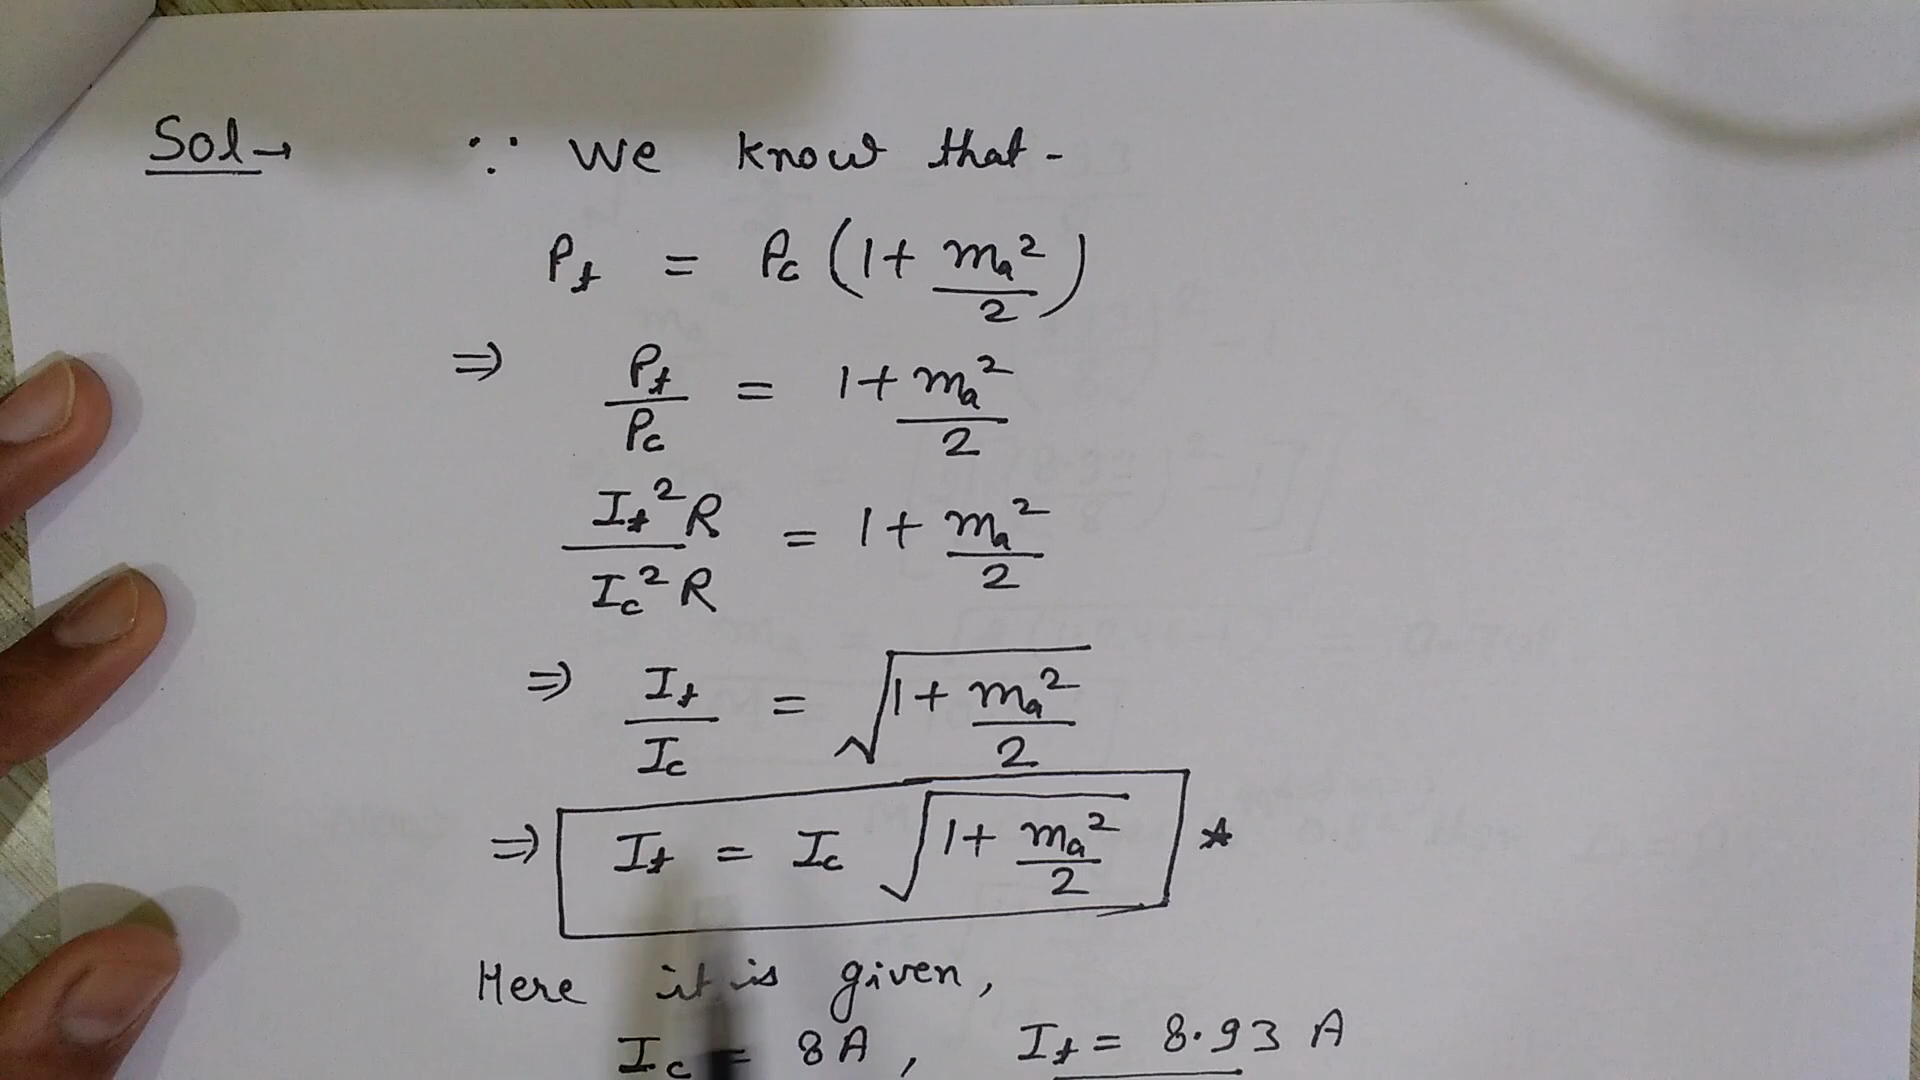 Sol→ ∵ We know that -
Pt = Pc (1 + ma²/2)
⇒ Pt/Pc = 1 + ma²/2
It²R/Ic²R = 1 + ma²/2
⇒ It/Ic = √(1 + ma²/2)
⇒ It = Ic √(1 + ma²/2) *
Here it is given,
Ic = 8A, It = 8.93 A